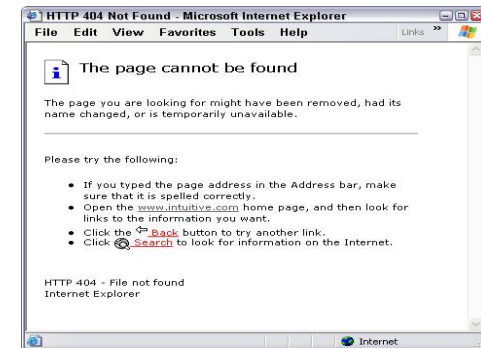 HTTP 404 Not Found - Microsoft Internet Explorer
File Edit View Favorites Tools Help Links »
The page cannot be found
The page you are looking for might have been removed, had its
name changed, or is temporarily unavailable.
Please try the following:
• If you typed the page address in the Address bar, make
sure that it is spelled correctly.
• Open the www.intuitive.com home page, and then look for
links to the information you want.
• Click the Back button to try another link.
• Click Search to look for information on the Internet.
HTTP 404 - File not found
Internet Explorer
Internet